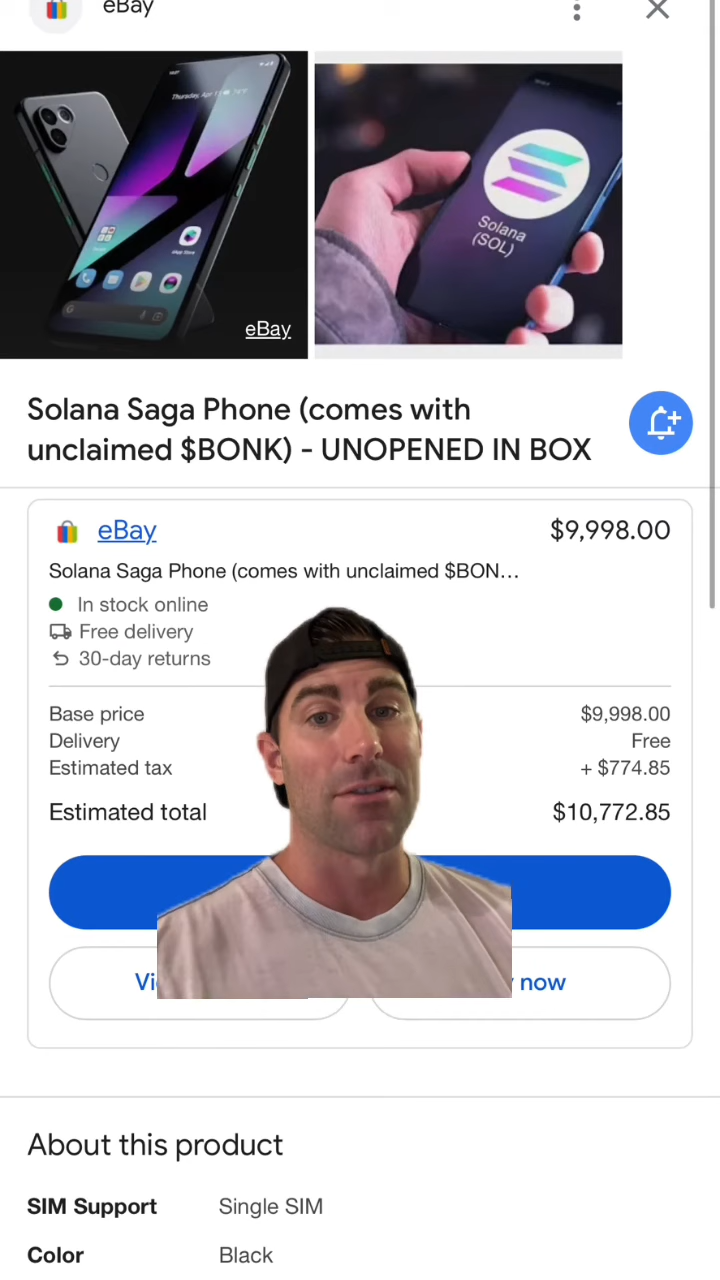 eBay
Thursday, Apr
eBay
Solana
(SOL)
Solana Saga Phone (comes with
unclaimed $BONK) - UNOPENED IN BOX
eBay
$9,998.00
Solana Saga Phone (comes with unclaimed $BON...
In stock online
Free delivery
30-day returns
Base price
$9,998.00
Delivery
Free
Estimated tax
+ $774.85
Estimated total
$10,772.85
now
About this product
SIM Support
Single SIM
Color
Black